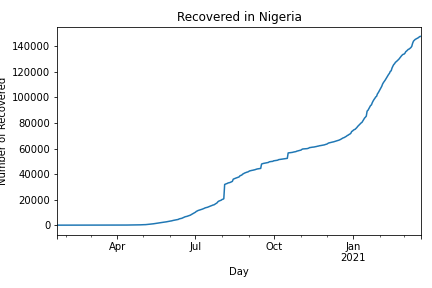 Recovered in Nigeria
140000
120000
100000
80000
60000
40000
20000
0
Number of Recovered
Apr
Jul
Oct
Jan
2021
Day